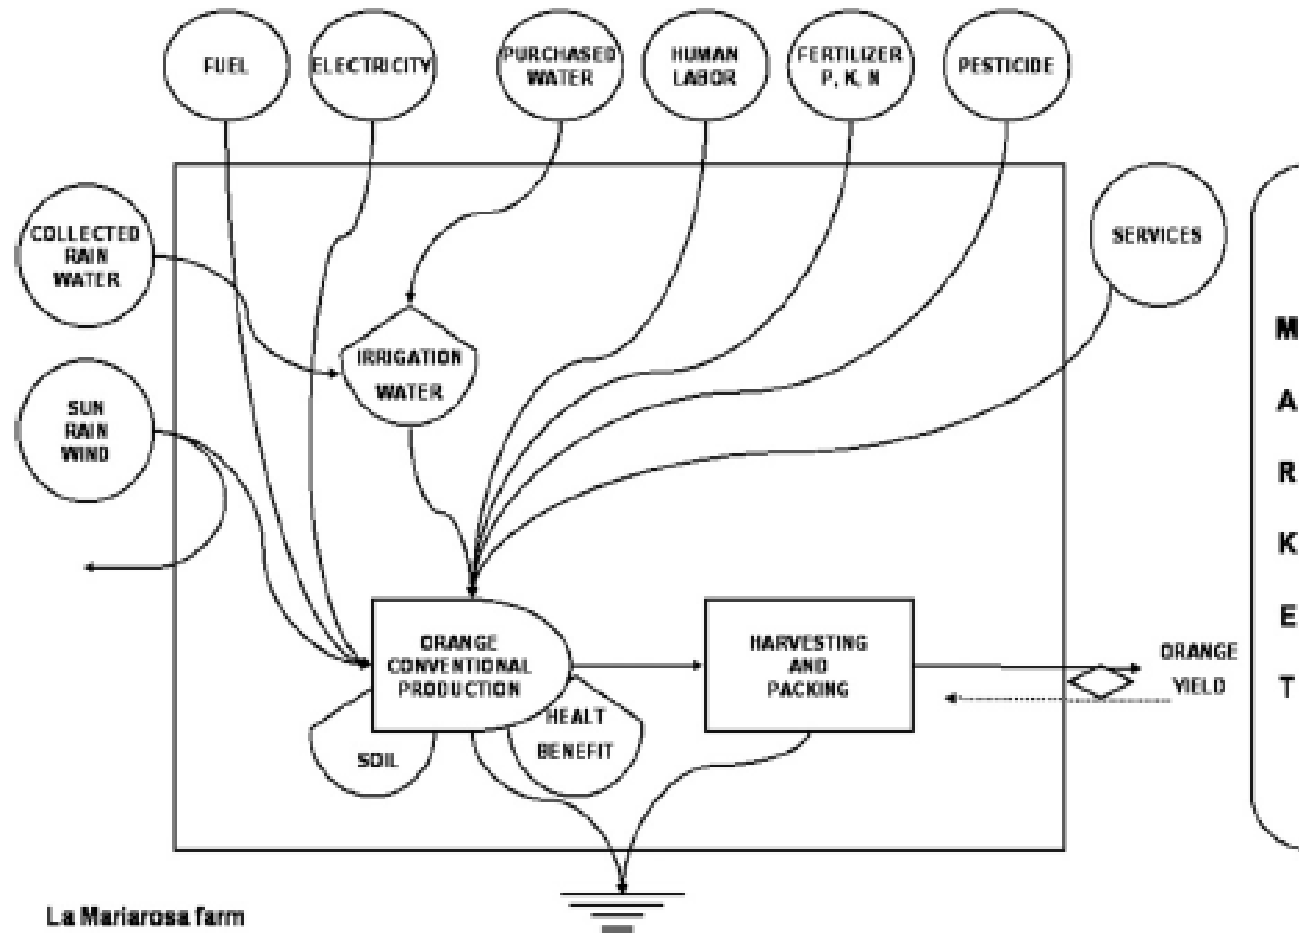 FUEL
ELECTRICITY
PURCHASED
WATER
HUMAN
LABOR
FERTILIZER
P, K, N
PESTICIDE
COLLECTED
RAIN
WATER
SERVICES
IRRIGATION
WATER
SUN
RAIN
WIND
MARKET
ORANGE
CONVENTIONAL
PRODUCTION
HARVESTING
AND
PACKING
ORANGE
YIELD
SOIL
HEALT
BENEFIT
La Mariarosa farm